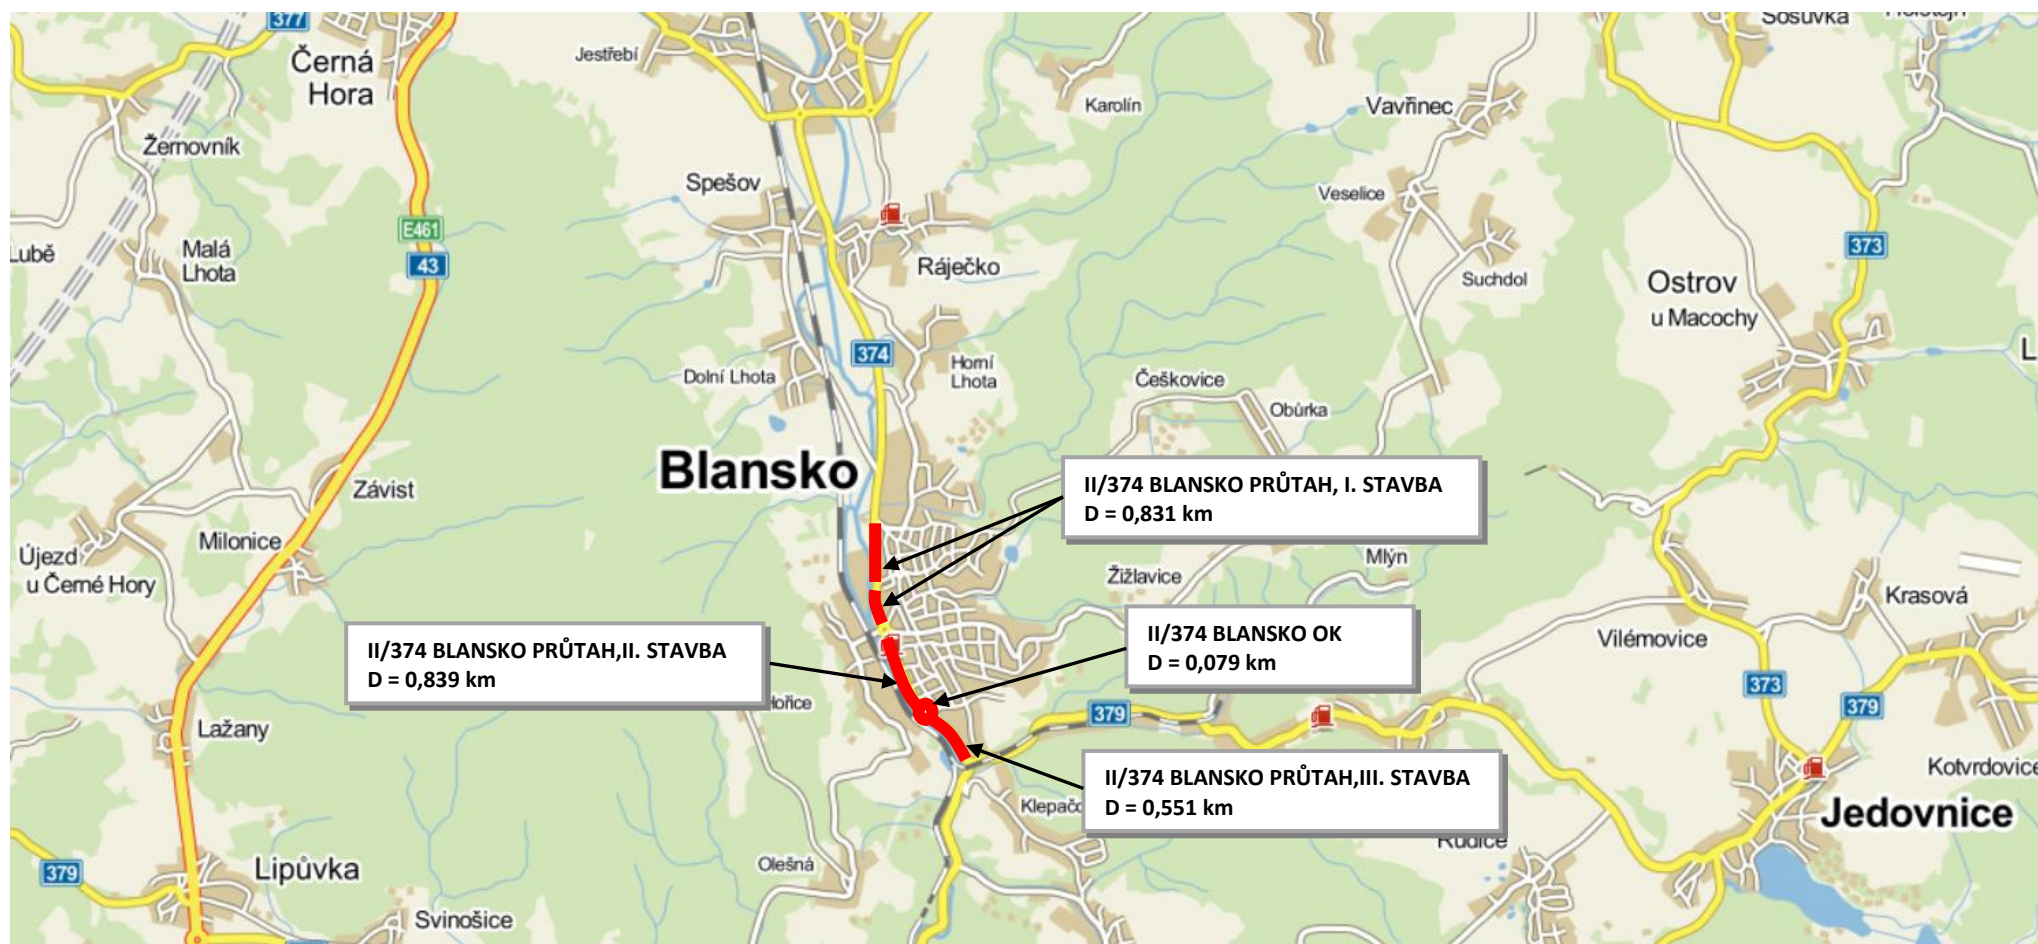 377
Sosůvka
Černá
Hora
Jestřebí
Karolín
Vavřinec
Žernovník
Spešov
Veselice
E461
43
Lubě
Malá
Lhota
Ráječko
373
Suchdol
Ostrov
u Macochy
374
Horní
Lhota
Dolní Lhota
Češkovice
Obůrka
L
Blansko
Závist
II/374 BLANSKO PRŮTAH, I. STAVBA
D = 0,831 km
Milonice
Újezd
u Černé Hory
Mlýn
Žižlavice
Krasová
II/374 BLANSKO OK
D = 0,079 km
Vilémovice
II/374 BLANSKO PRŮTAH,II. STAVBA
D = 0,839 km
373
379
379
Hořice
Lažany
II/374 BLANSKO PRŮTAH,III. STAVBA
D = 0,551 km
Kotvrdovice
Klepačo
Jedovnice
Rudice
379
Lipůvka
Olešná
Svinošice